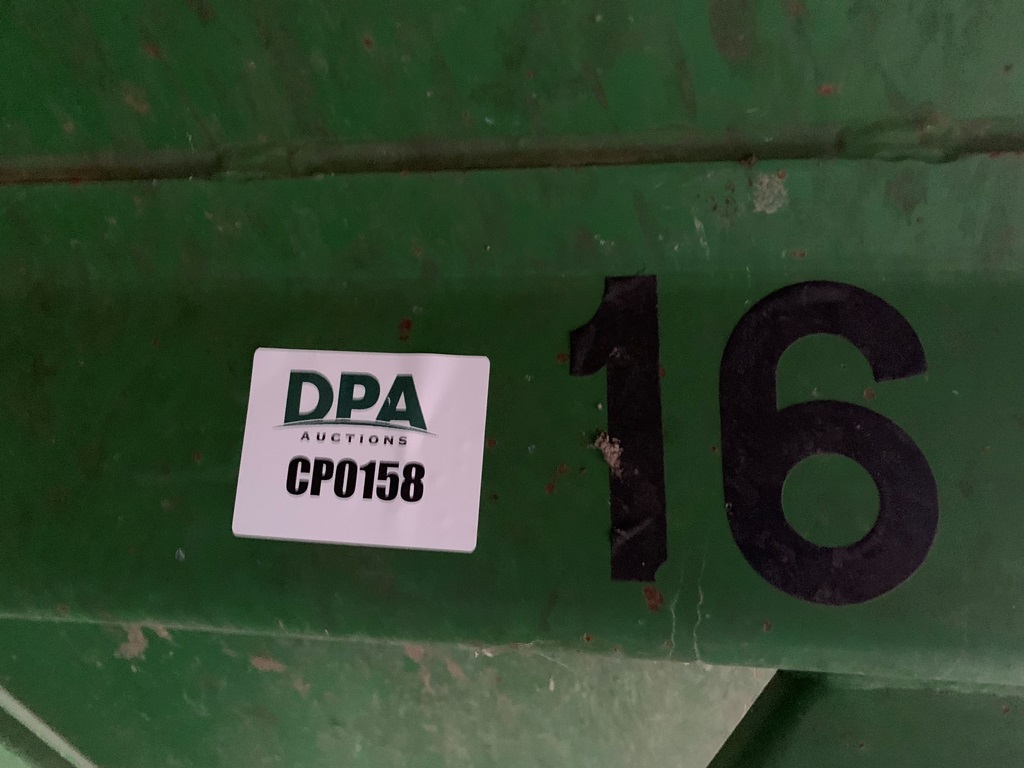 DPA
AUCTIONS
CP0158
16